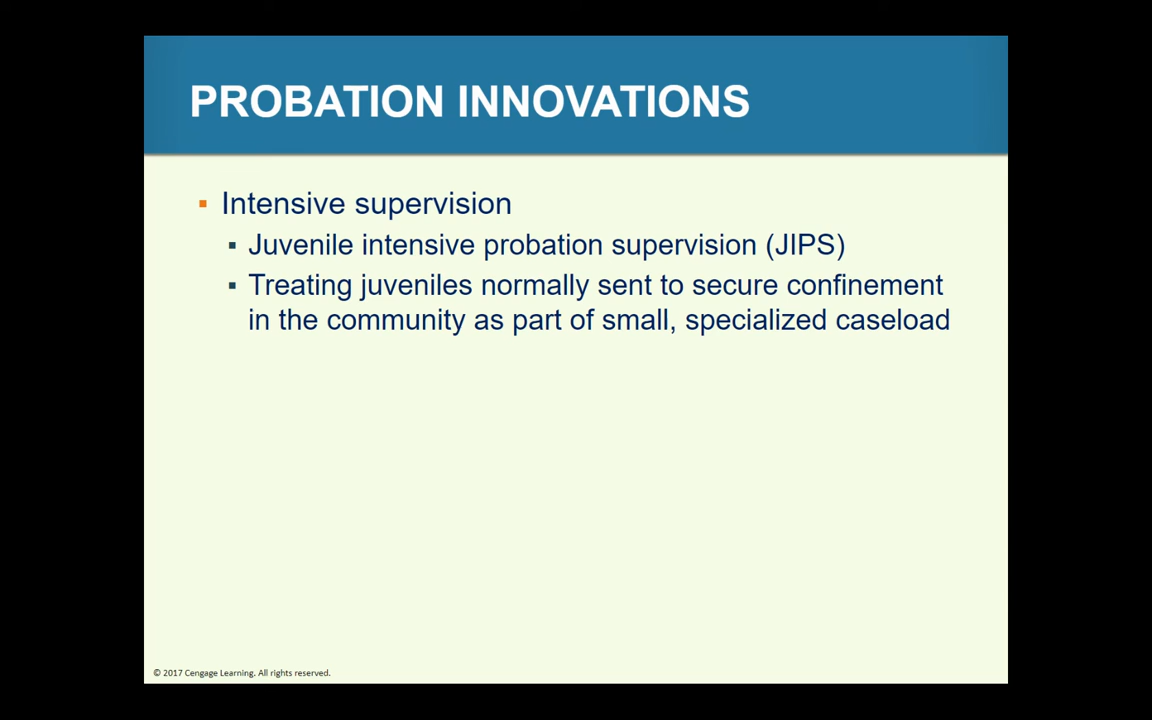 PROBATION INNOVATIONS
▪ Intensive supervision
▪ Juvenile intensive probation supervision (JIPS)
▪ Treating juveniles normally sent to secure confinement
in the community as part of small, specialized caseload
© 2017 Cengage Learning. All rights reserved.